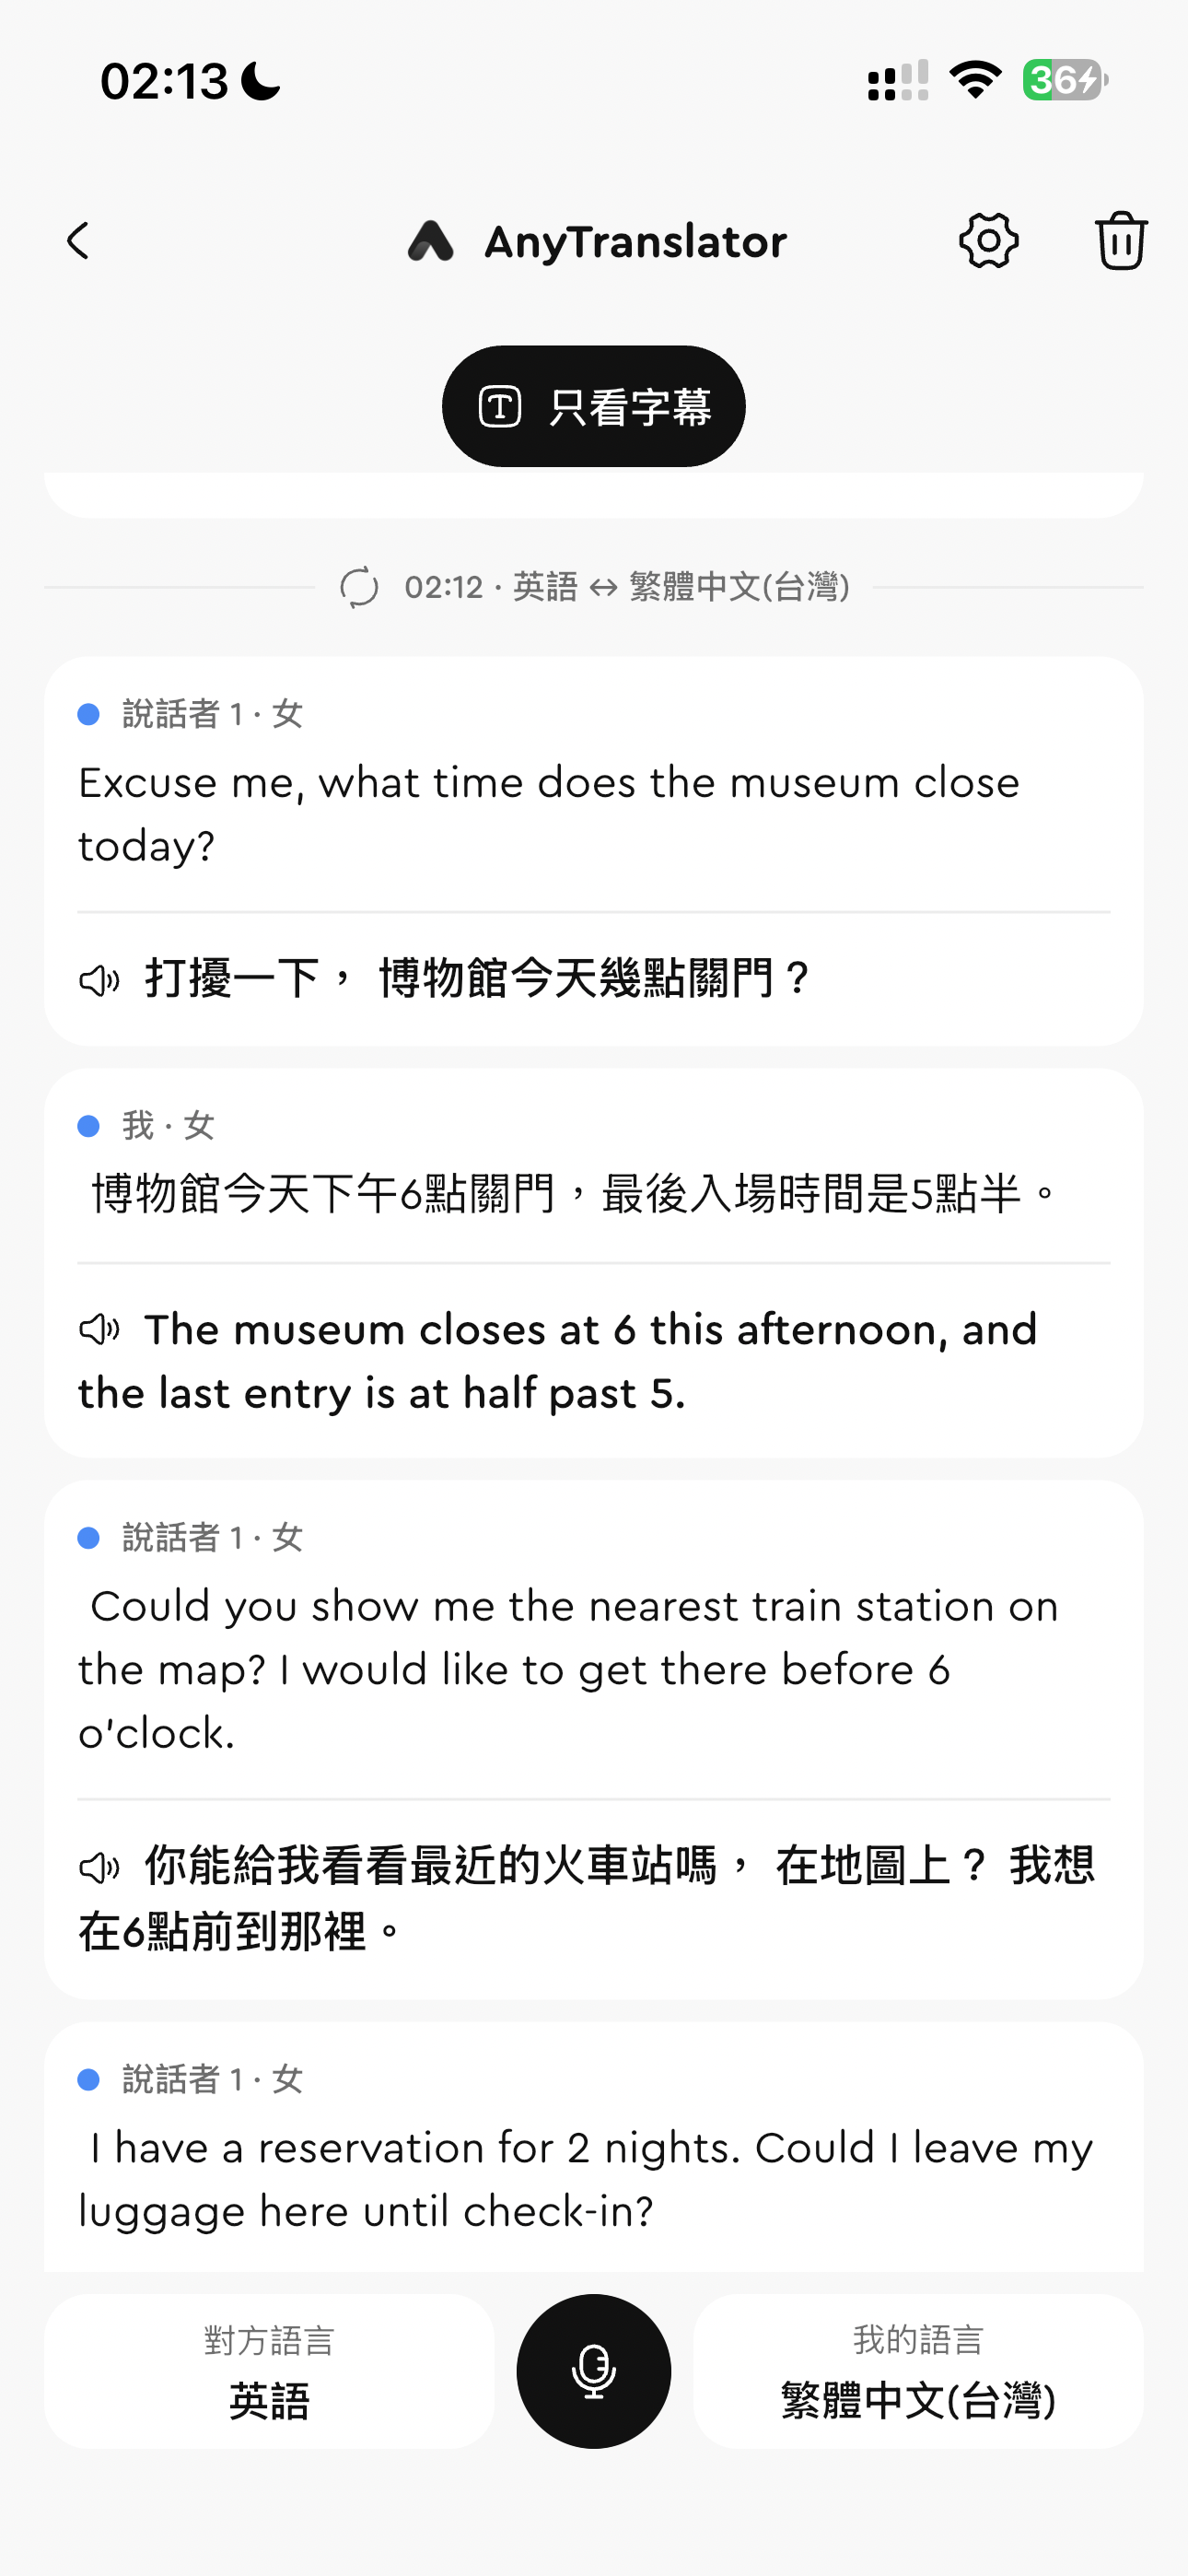 02:13
36
AnyTranslator
只看字幕
02:12 · 英語 ↔ 繁體中文(台灣)
說話者 1 · 女
Excuse me, what time does the museum close
today?
打擾一下， 博物館今天幾點關門？
我 · 女
博物館今天下午6點關門，最後入場時間是5點半。
The museum closes at 6 this afternoon, and
the last entry is at half past 5.
說話者 1 · 女
Could you show me the nearest train station on
the map? I would like to get there before 6
o'clock.
你能給我看看最近的火車站嗎， 在地圖上？ 我想
在6點前到那裡。
說話者 1 · 女
I have a reservation for 2 nights. Could I leave my
luggage here until check-in?
對方語言
英語
我的語言
繁體中文(台灣)